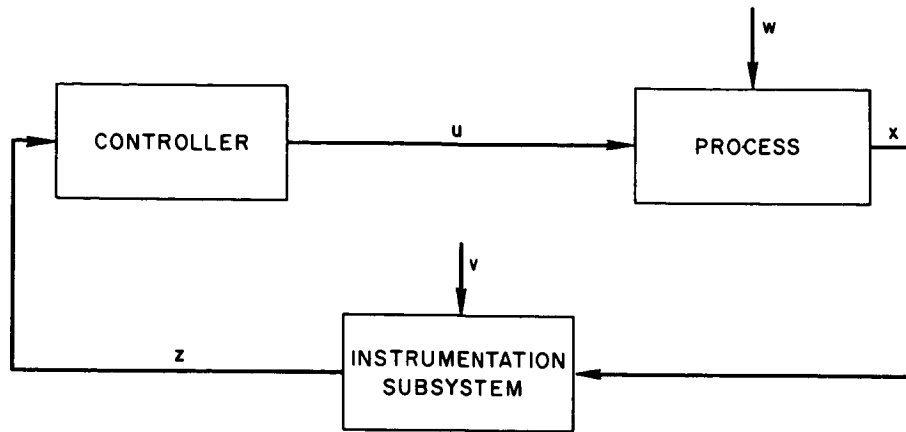 W
CONTROLLER
u
PROCESS
X
V
Z
INSTRUMENTATION
SUBSYSTEM